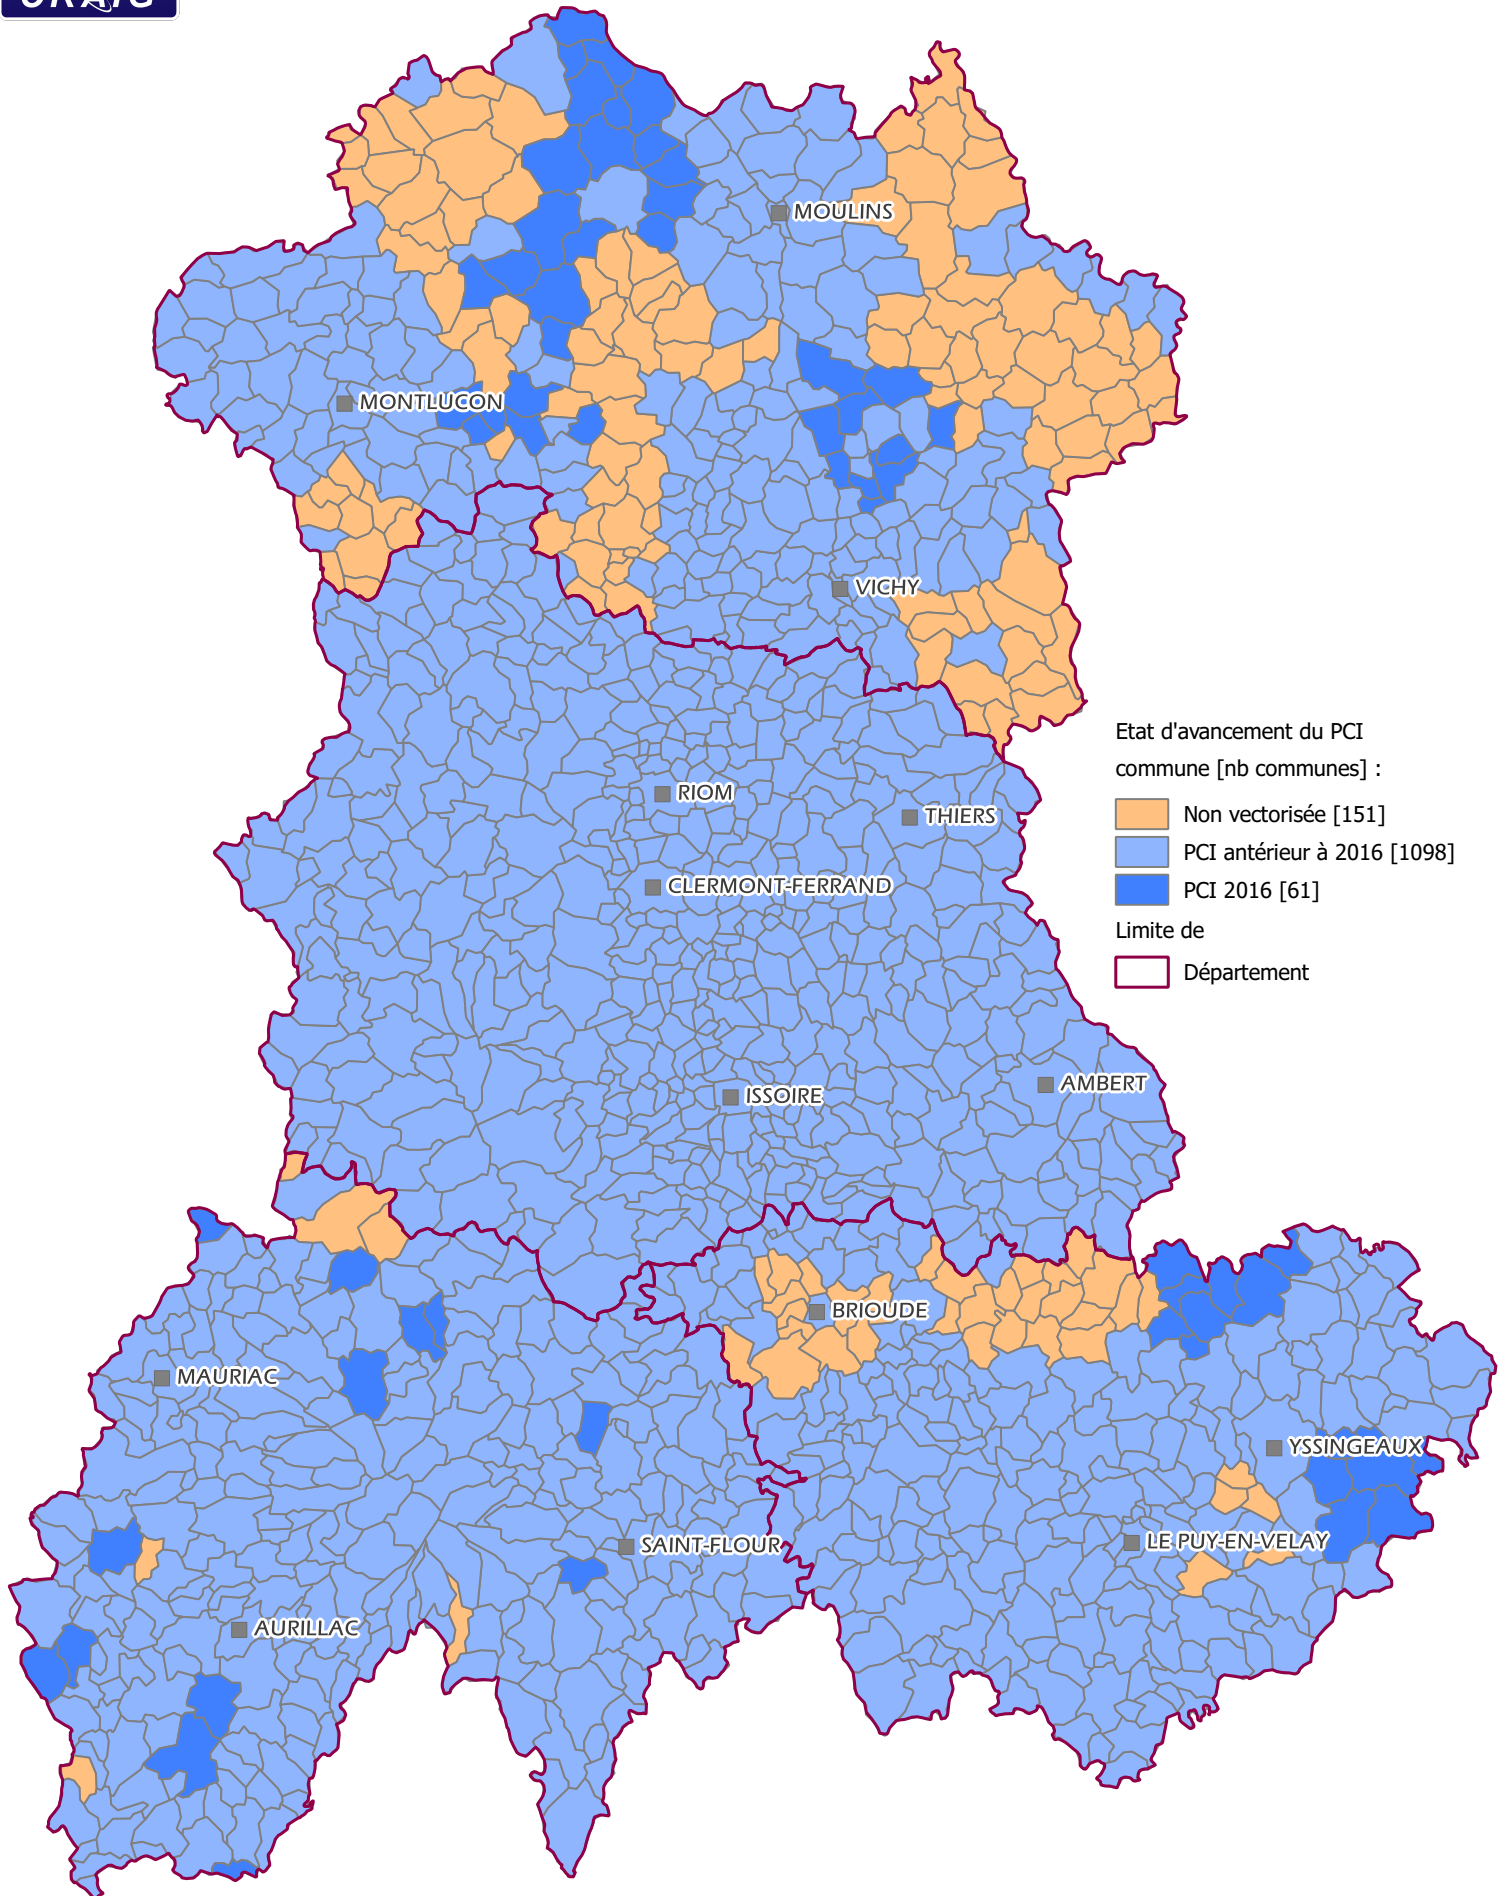 CRAIG
MOULINS
MONTLUCON
VICHY
Etat d'avancement du PCI
commune [nb communes] :
Non vectorisée [151]
PCI antérieur à 2016 [1098]
PCI 2016 [61]
Limite de
Département
RIOM
THIERS
CLERMONT-FERRAND
AMBERT
ISSOIRE
BRIOUDE
MAURIAC
YSSINGEAUX
LE PUY-EN-VELAY
SAINT-FLOUR
AURILLAC